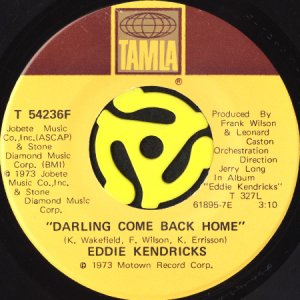 TAMLA
®
T 54236F
Jobete Music
Co.,Inc.(ASCAP)
& Stone
Diamond Music
Corp. (BMI)
℗ 1973 Jobete
Music Co.,
Inc. & Stone
Diamond Music
Corp.
Produced By
Frank Wilson
& Leonard
Caston
Orchestration
Direction
Jerry Long
In Album
"Eddie Kendricks"
T 327L
61895-7E 3:10
"DARLING COME BACK HOME"
(K. Wakefield, F. Wilson, K. Errisson)
EDDIE KENDRICKS
℗ 1973 Motown Record Corp.